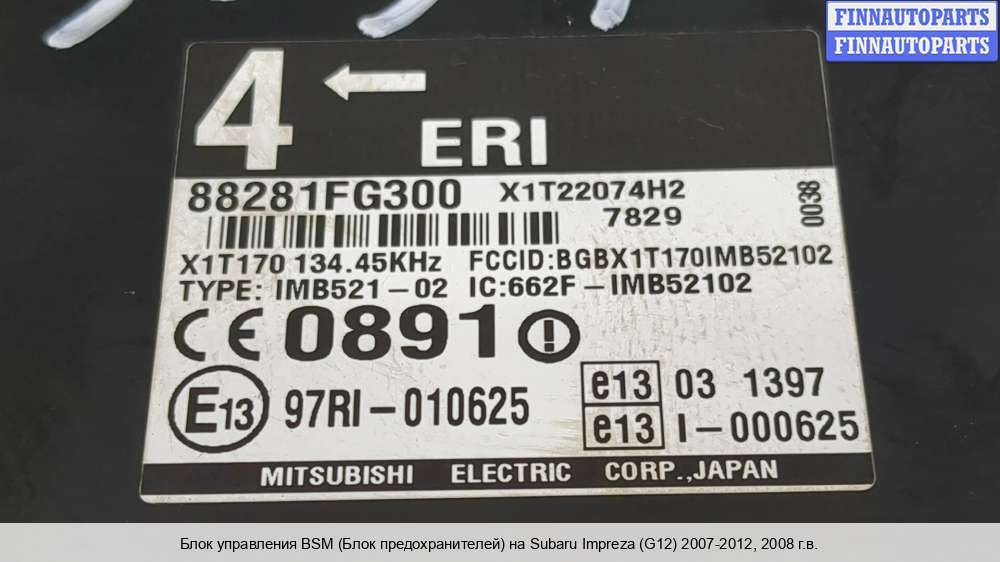 FINNAUTOPARTS
FINNAUTOPARTS
4
ERI
88281FG300 X1T22074H2
7829
0038
X1T170 134.45KHz FCCID:BGBX1T170IMB52102
TYPE: IMB521-02 IC:662F-IMB52102
CE 0891
E13 97RI-010625
e13 03 1397
e13 I-000625
MITSUBISHI ELECTRIC CORP.,JAPAN
Блок управления BSM (Блок предохранителей) на Subaru Impreza (G12) 2007-2012, 2008 г.в.